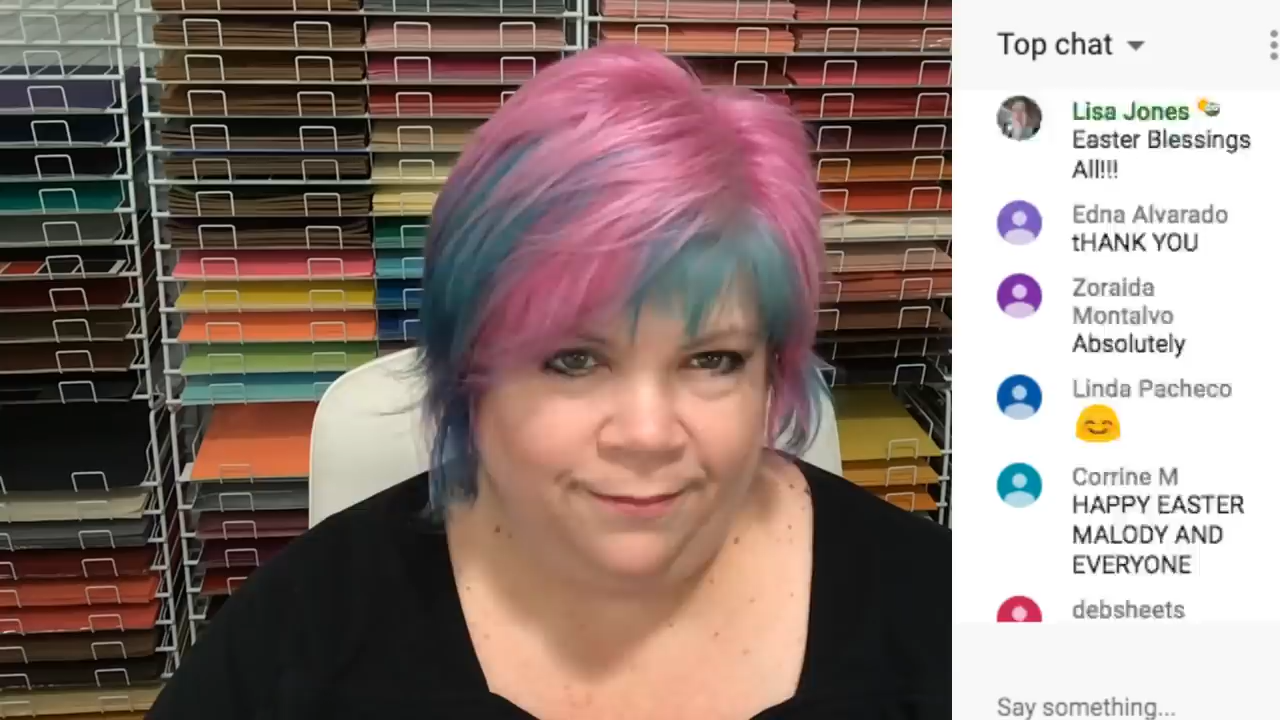 Top chat
Lisa Jones
Easter Blessings
All!!!
Edna Alvarado
tHANK YOU
Zoraida
Montalvo
Absolutely
Linda Pacheco
Corrine M
HAPPY EASTER
MALODY AND
EVERYONE
debsheets
Say something...